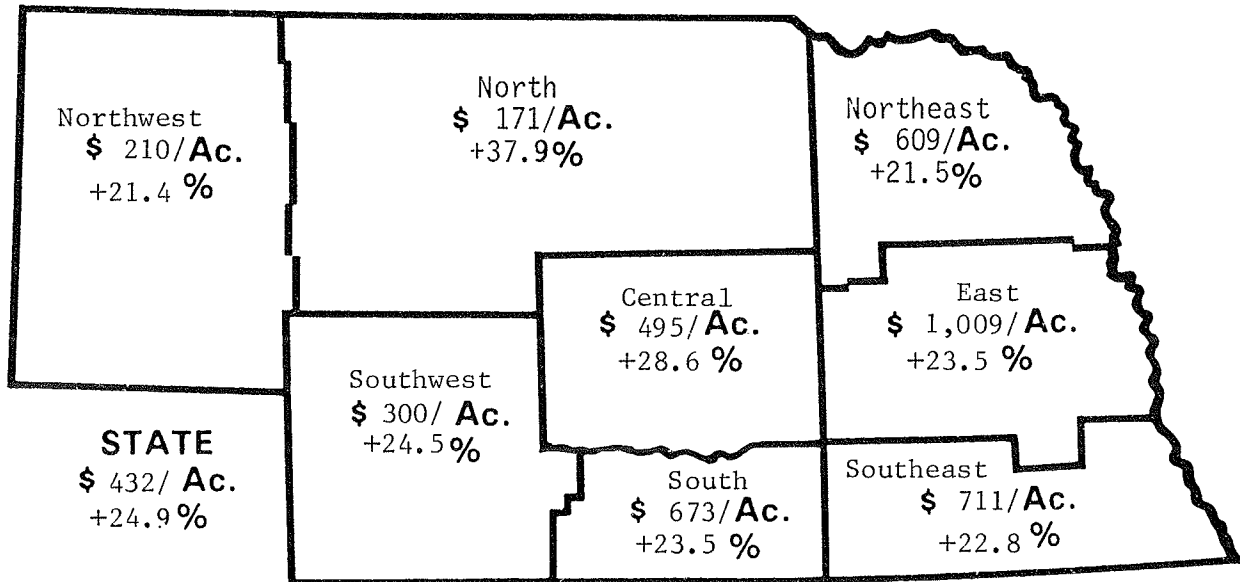 Northwest
$ 210/Ac.
+21.4 %
North
$ 171/Ac.
+37.9%
Northeast
$ 609/Ac.
+21.5%
Central
$ 495/Ac.
+28.6 %
East
$ 1,009/Ac.
+23.5 %
Southwest
$ 300/ Ac.
+24.5%
STATE
$ 432/ Ac.
+24.9 %
South
$ 673/Ac.
+23.5 %
Southeast
$ 711/Ac.
+22.8 %